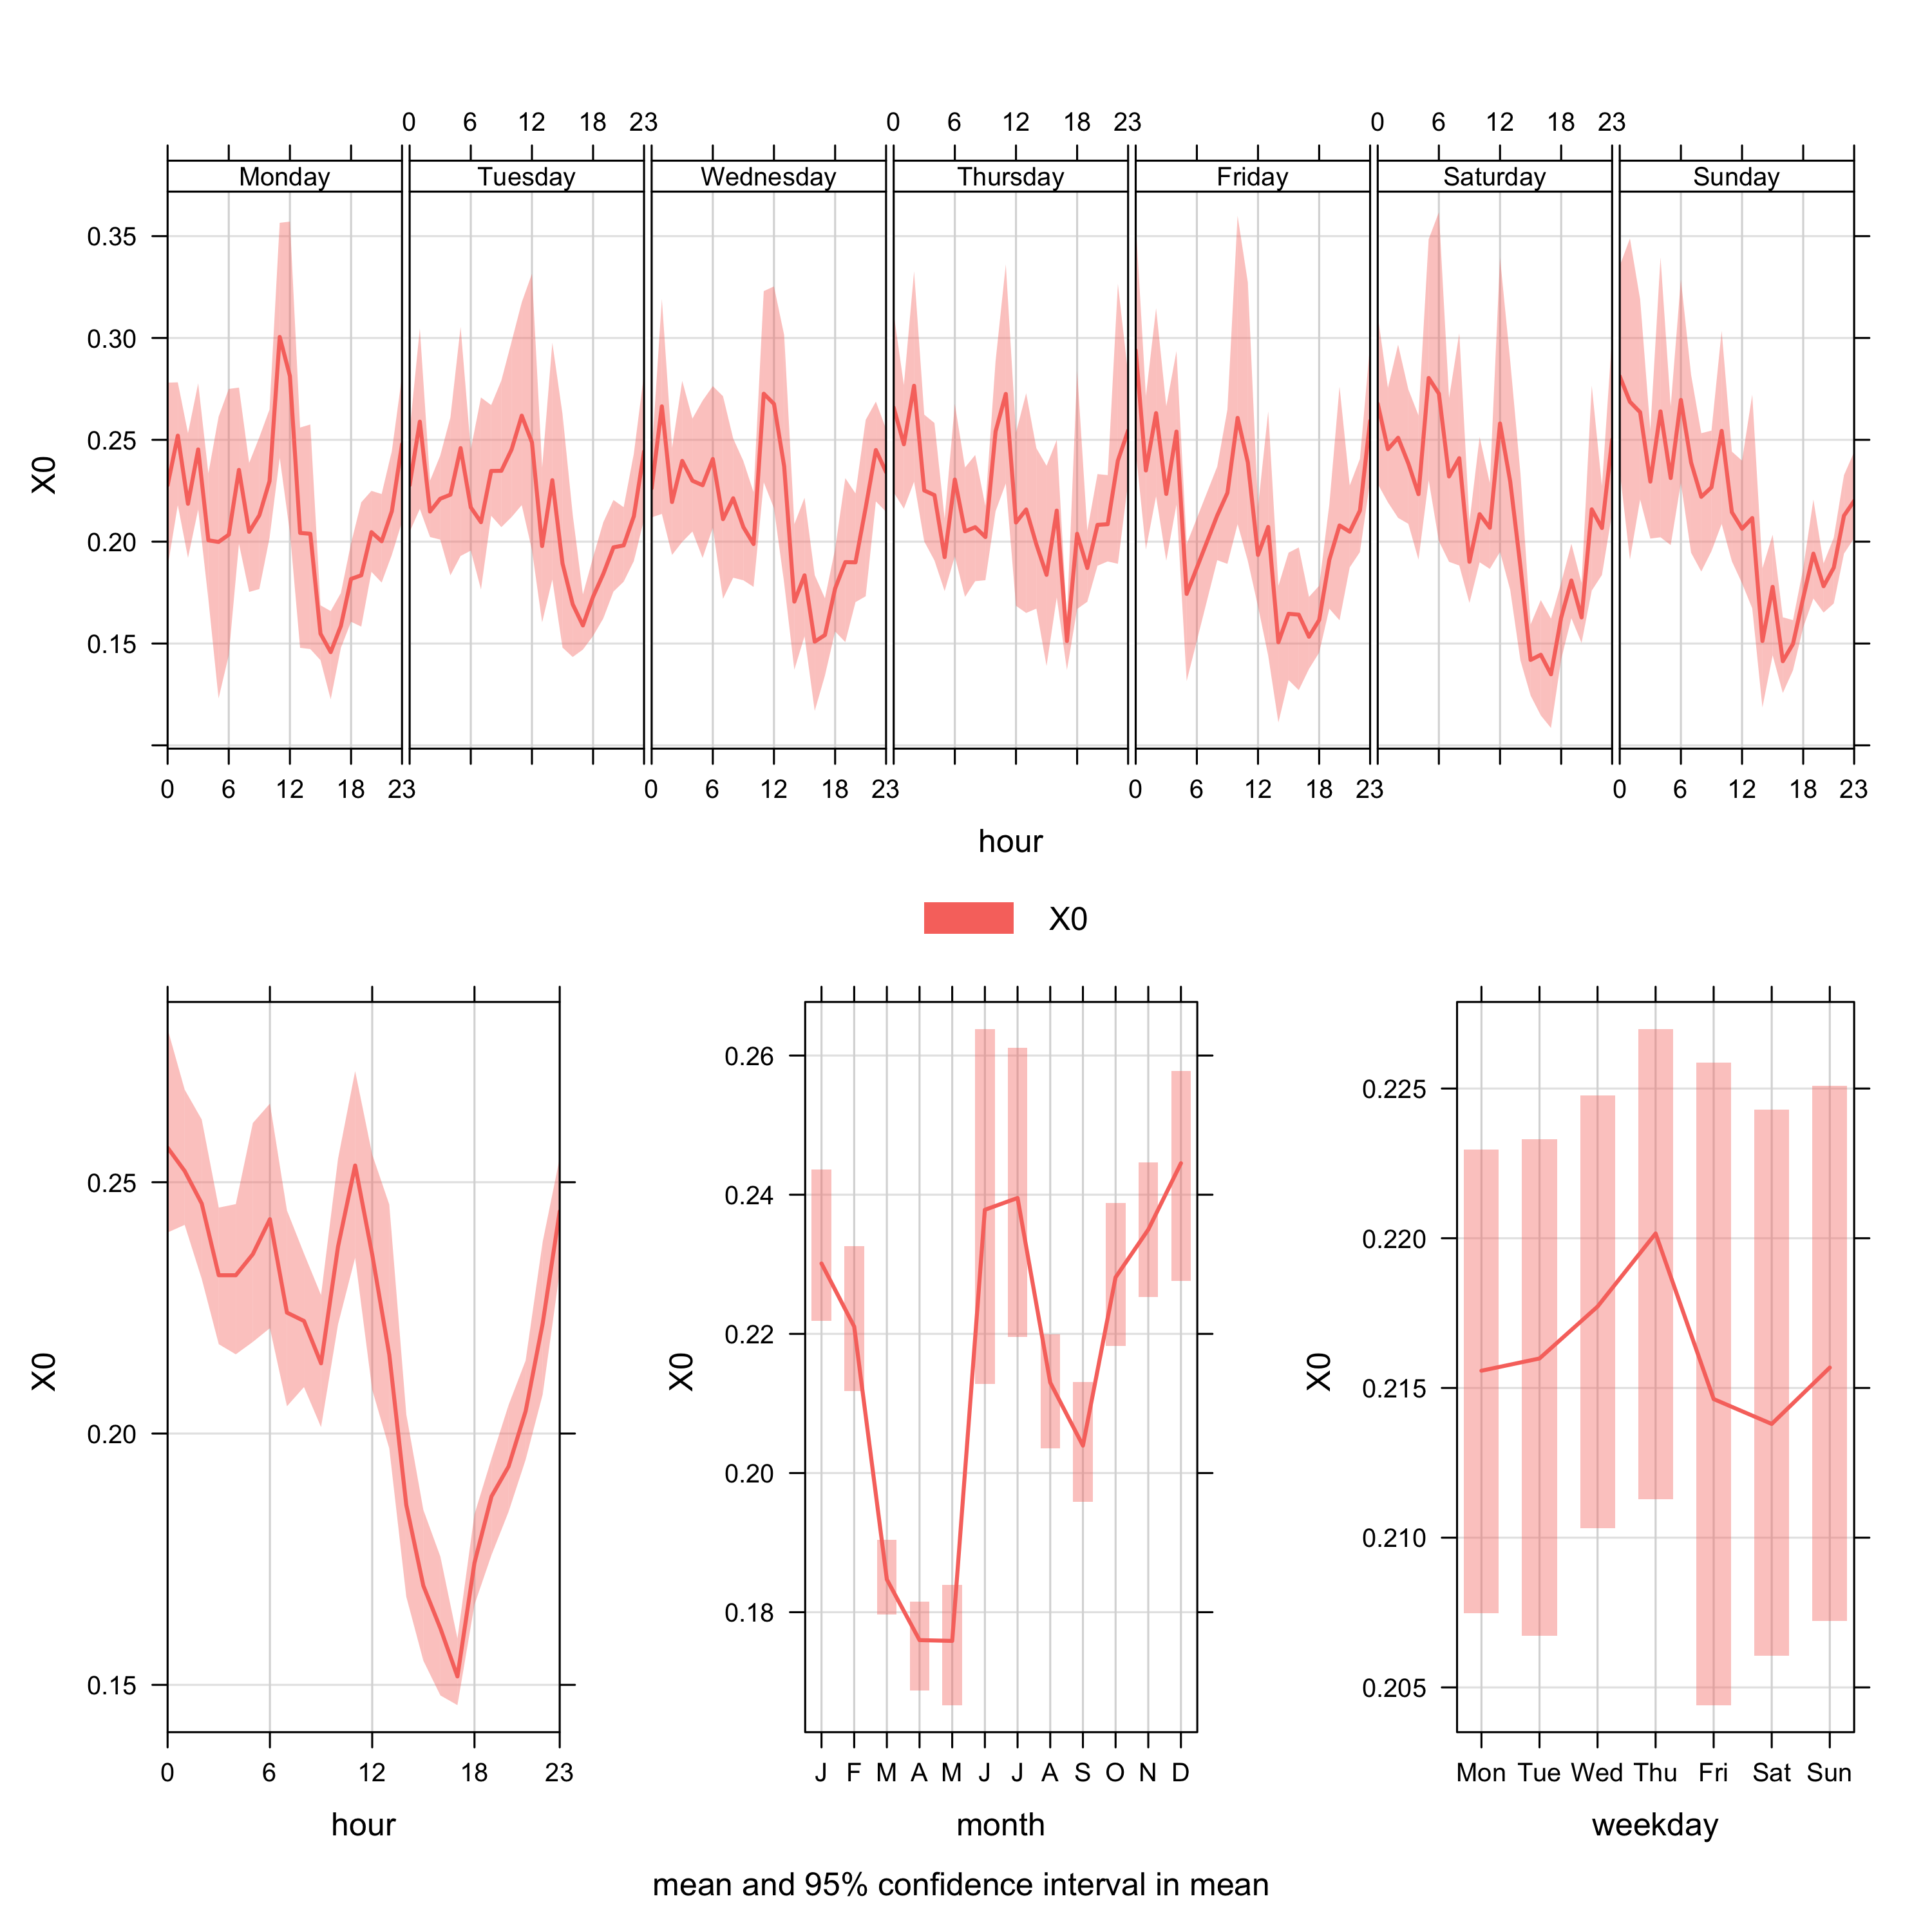 0 6 12 18 23 0 6 12 18 23 0 6 12 18 23
Monday Tuesday Wednesday Thursday Friday Saturday Sunday
0.35
0.30
0.25
0.20
0.15
X0
0 6 12 18 23 0 6 12 18 23 0 6 12 18 23 0 6 12 18 23
hour
X0
0.25
0.20
0.15
X0
0 6 12 18 23
hour
0.26
0.24
0.22
0.20
0.18
X0
J F M A M J J A S O N D
month
0.225
0.220
0.215
0.210
0.205
X0
Mon Tue Wed Thu Fri Sat Sun
weekday
mean and 95% confidence interval in mean